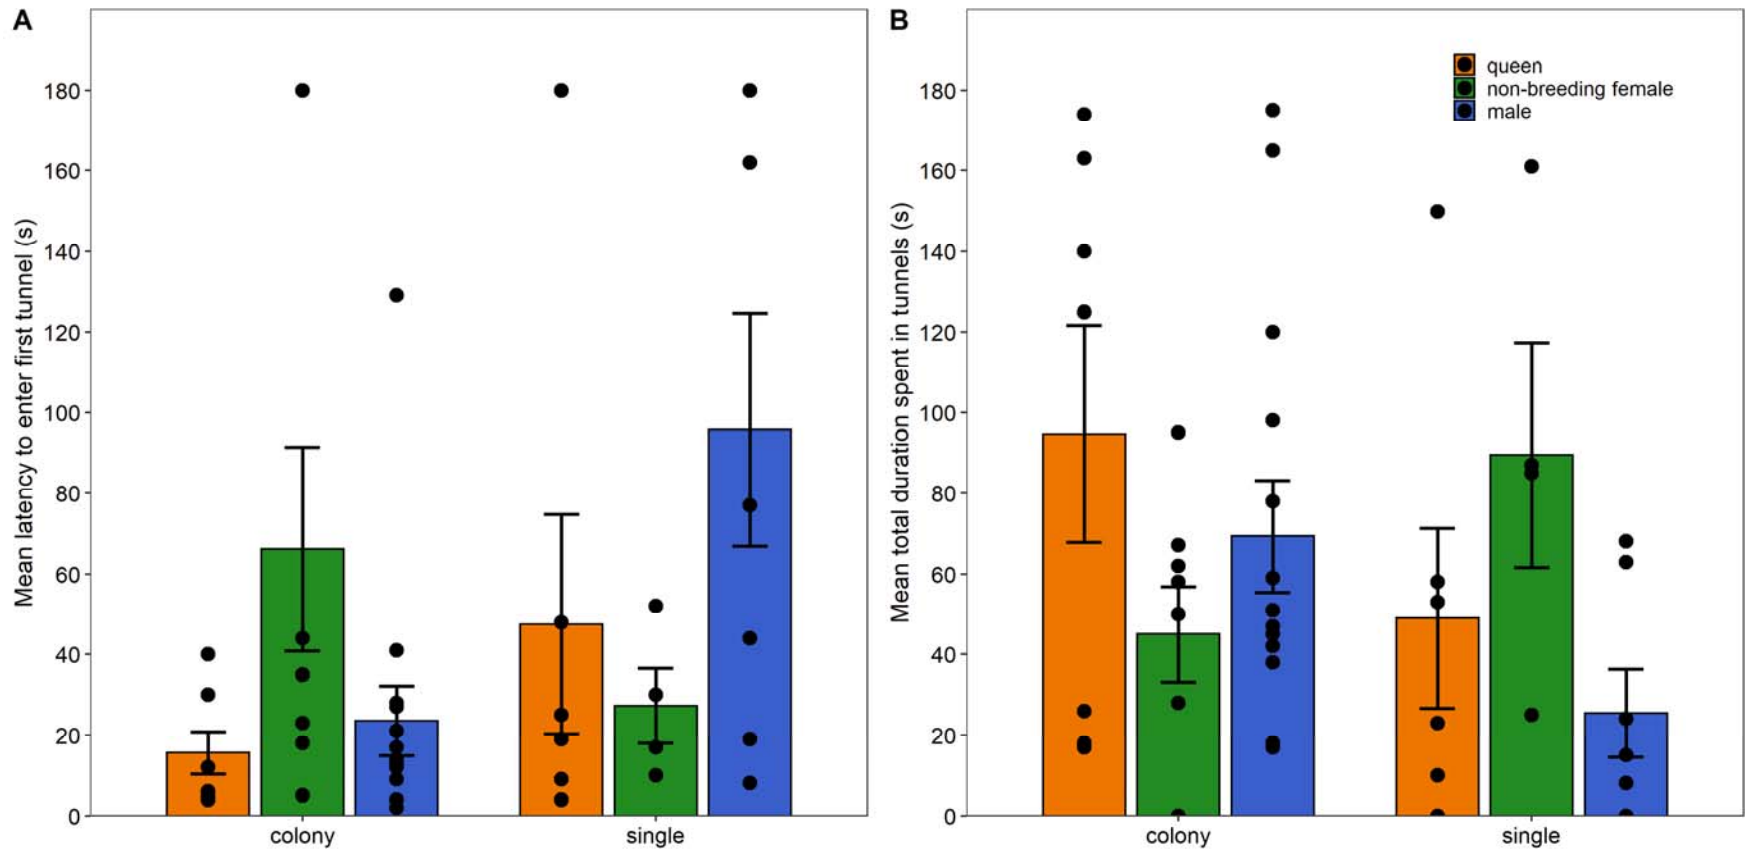 A
Mean latency to enter first tunnel (s)
180
160
140
120
100
80
60
40
20
0
colony
single
B
Mean total duration spent in tunnels (s)
180
160
140
120
100
80
60
40
20
0
colony
single
queen
non-breeding female
male